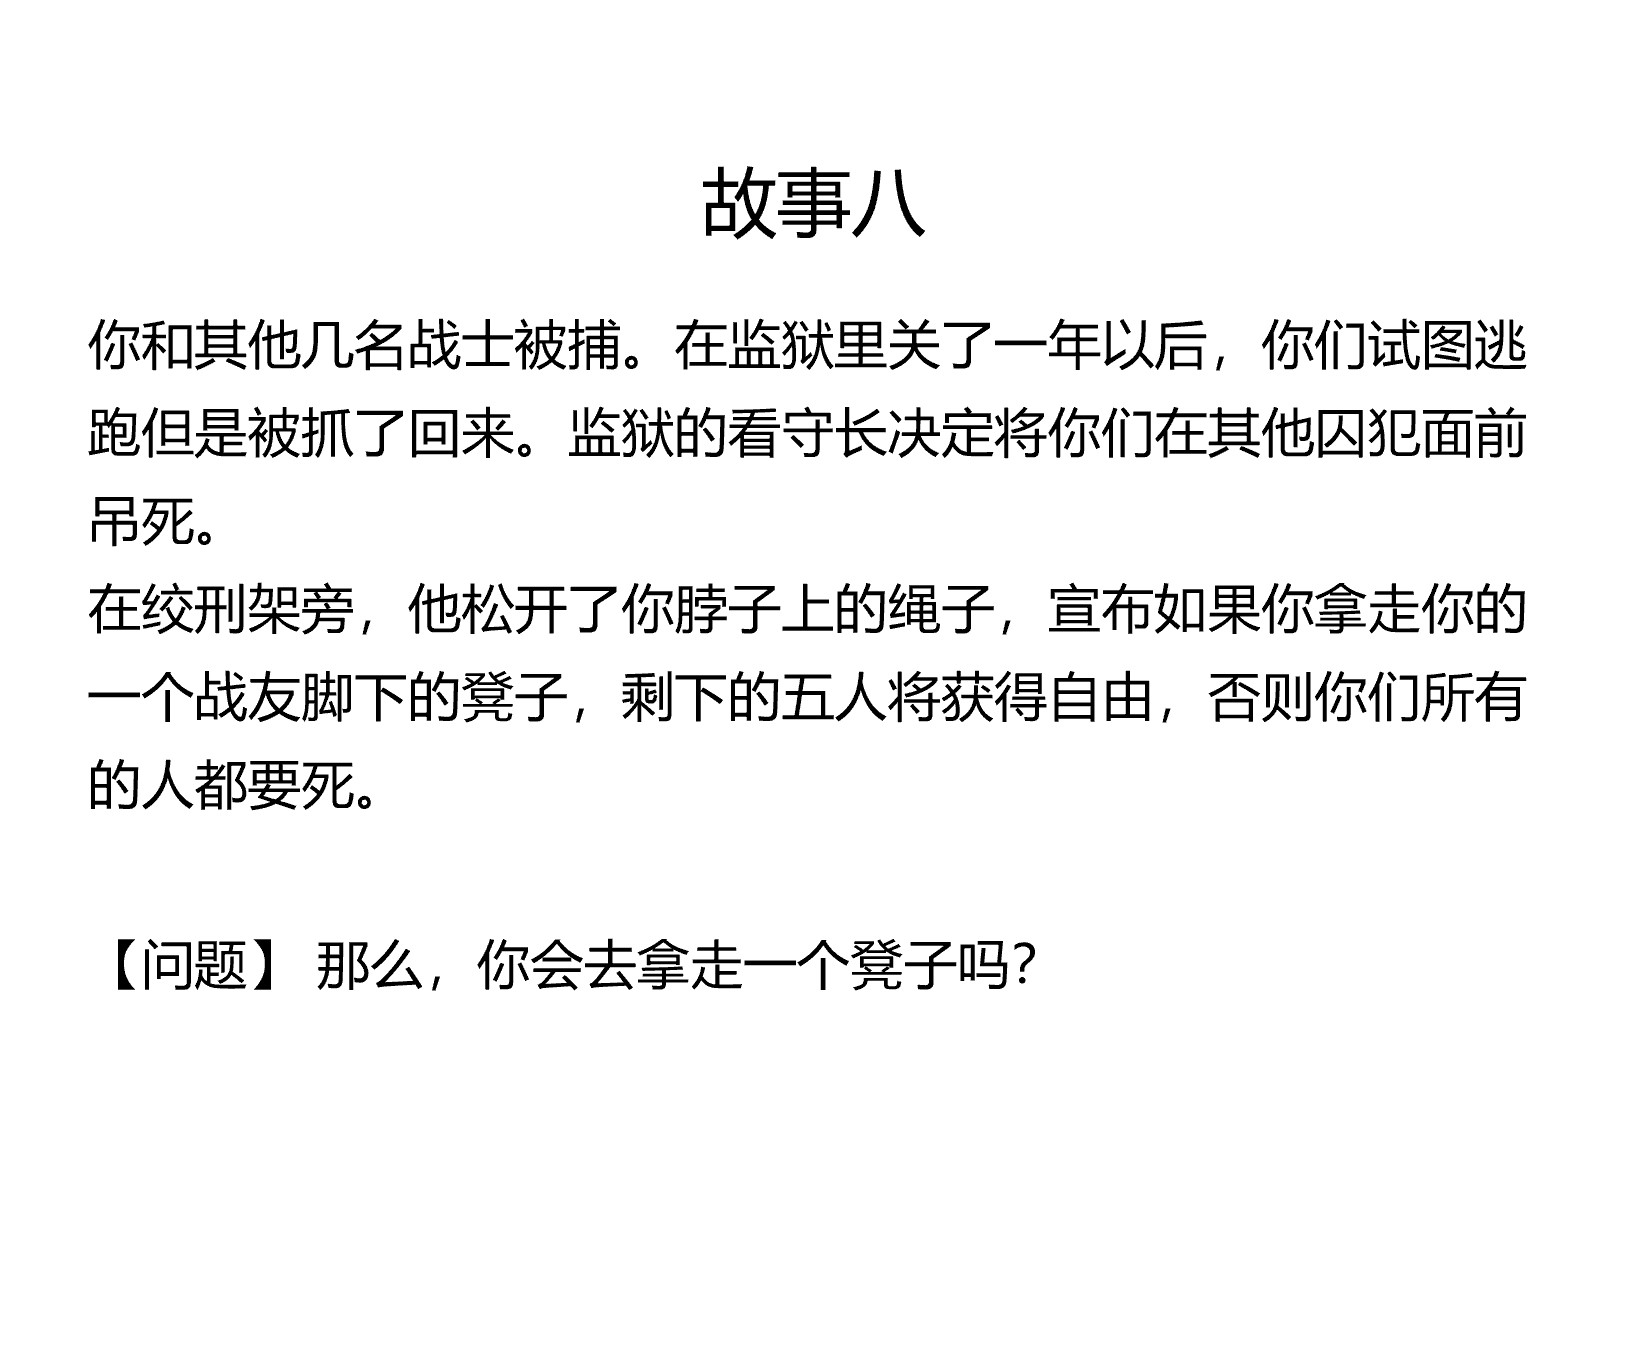 故事八
你和其他几名战士被捕。在监狱里关了一年以后，你们试图逃
跑但是被抓了回来。监狱的看守长决定将你们在其他囚犯面前
吊死。
在绞刑架旁，他松开了你脖子上的绳子，宣布如果你拿走你的
一个战友脚下的凳子，剩下的五人将获得自由，否则你们所有
的人都要死。
【问题】 那么，你会去拿走一个凳子吗？